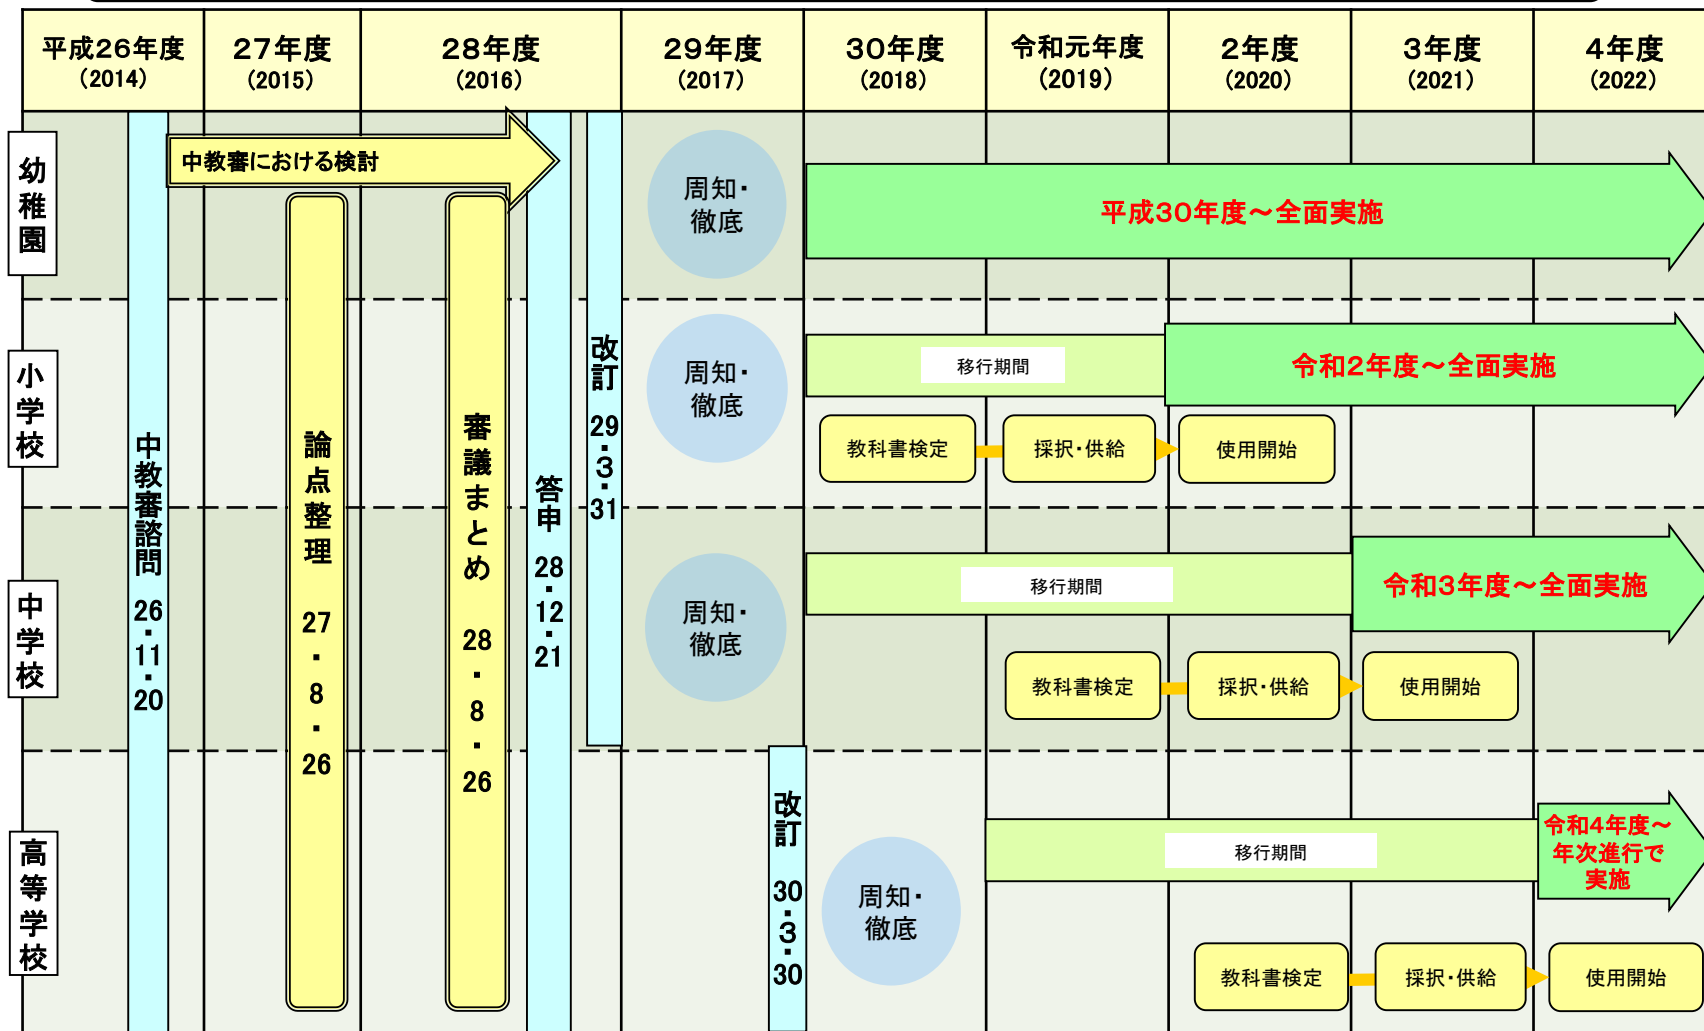 平成26年度
(2014)
27年度
(2015)
28年度
(2016)
29年度
(2017)
30年度
(2018)
令和元年度
(2019)
2年度
(2020)
3年度
(2021)
4年度
(2022)
幼稚園
小学校
中学校
高等学校
中教審における検討
中教審諮問 26・11・20
論点整理 27・8・26
審議まとめ 28・8・26
答申 28・12・21
改訂 29・3・31
周知・
徹底
平成30年度～全面実施
周知・
徹底
移行期間
令和2年度～全面実施
教科書検定
採択・供給
使用開始
周知・
徹底
移行期間
令和3年度～全面実施
教科書検定
採択・供給
使用開始
改訂 30・3・30
周知・
徹底
移行期間
令和4年度～
年次進行で
実施
教科書検定
採択・供給
使用開始